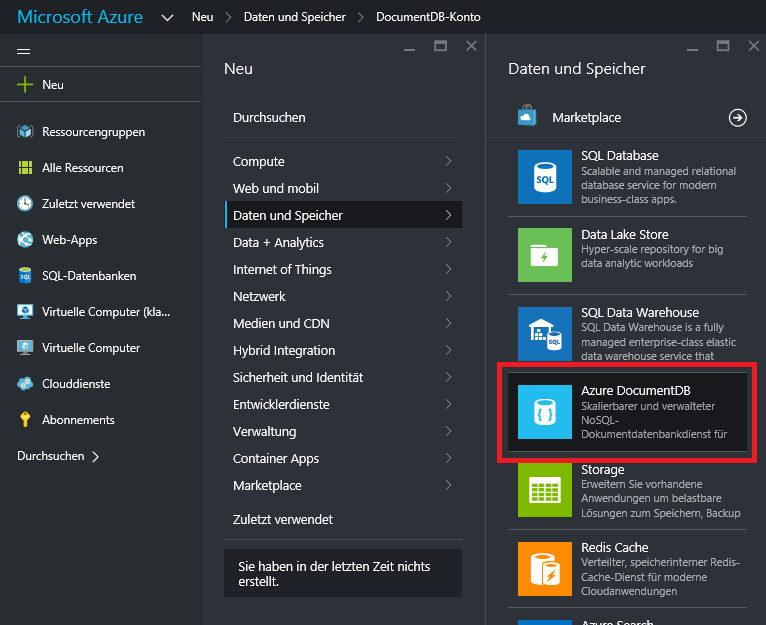 Microsoft Azure Neu Daten und Speicher DocumentDB-Konto
Neu
Ressourcengruppen
Alle Ressourcen
Zuletzt verwendet
Web-Apps
SQL-Datenbanken
Virtuelle Computer (kla...
Virtuelle Computer
Clouddienste
Abonnements
Durchsuchen
Neu
Durchsuchen
Compute
Web und mobil
Daten und Speicher
Data + Analytics
Internet of Things
Netzwerk
Medien und CDN
Hybrid Integration
Sicherheit und Identität
Entwicklerdienste
Verwaltung
Container Apps
Marketplace
Zuletzt verwendet
Sie haben in der letzten Zeit nichts
erstellt.
Daten und Speicher
Marketplace
SQL
SQL Database
Scalable and managed relational
database service for modern
business-class apps.
Data Lake Store
Hyper-scale repository for big
data analytic workloads
SQL
SQL Data Warehouse
SQL Data Warehouse is a fully
managed enterprise-class elastic
data warehouse service that
Azure DocumentDB
Skalierbarer und verwalteter
NoSQL-
Dokumentdatenbankdienst für
Storage
Erweitern Sie vorhandene
Anwendungen um belastbare
Lösungen zum Speichern, Backup
Redis Cache
Verteilter, speicherinterner Redis-
Cache-Dienst für moderne
Cloudanwendungen
Azure Search